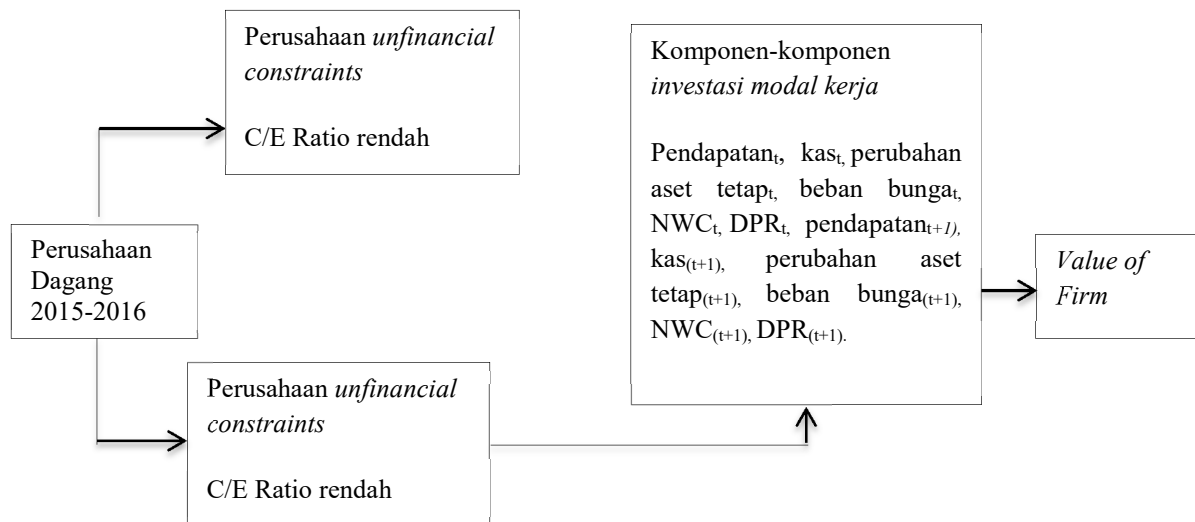 Perusahaan unfinancial
constraints
C/E Ratio rendah
Perusahaan
Dagang
2015-2016
Perusahaan unfinancial
constraints
C/E Ratio rendah
Komponen-komponen
investasi modal kerja
Pendapatanₜ, kasₜ, perubahan
aset tetapₜ, beban bungaₜ,
NWCₜ, DPRₜ, pendapatanₜ₊₁₎,
kas₍ₜ₊₁₎, perubahan aset
tetap₍ₜ₊₁₎, beban bunga₍ₜ₊₁₎,
NWC₍ₜ₊₁₎, DPR₍ₜ₊₁₎.
Value of
Firm